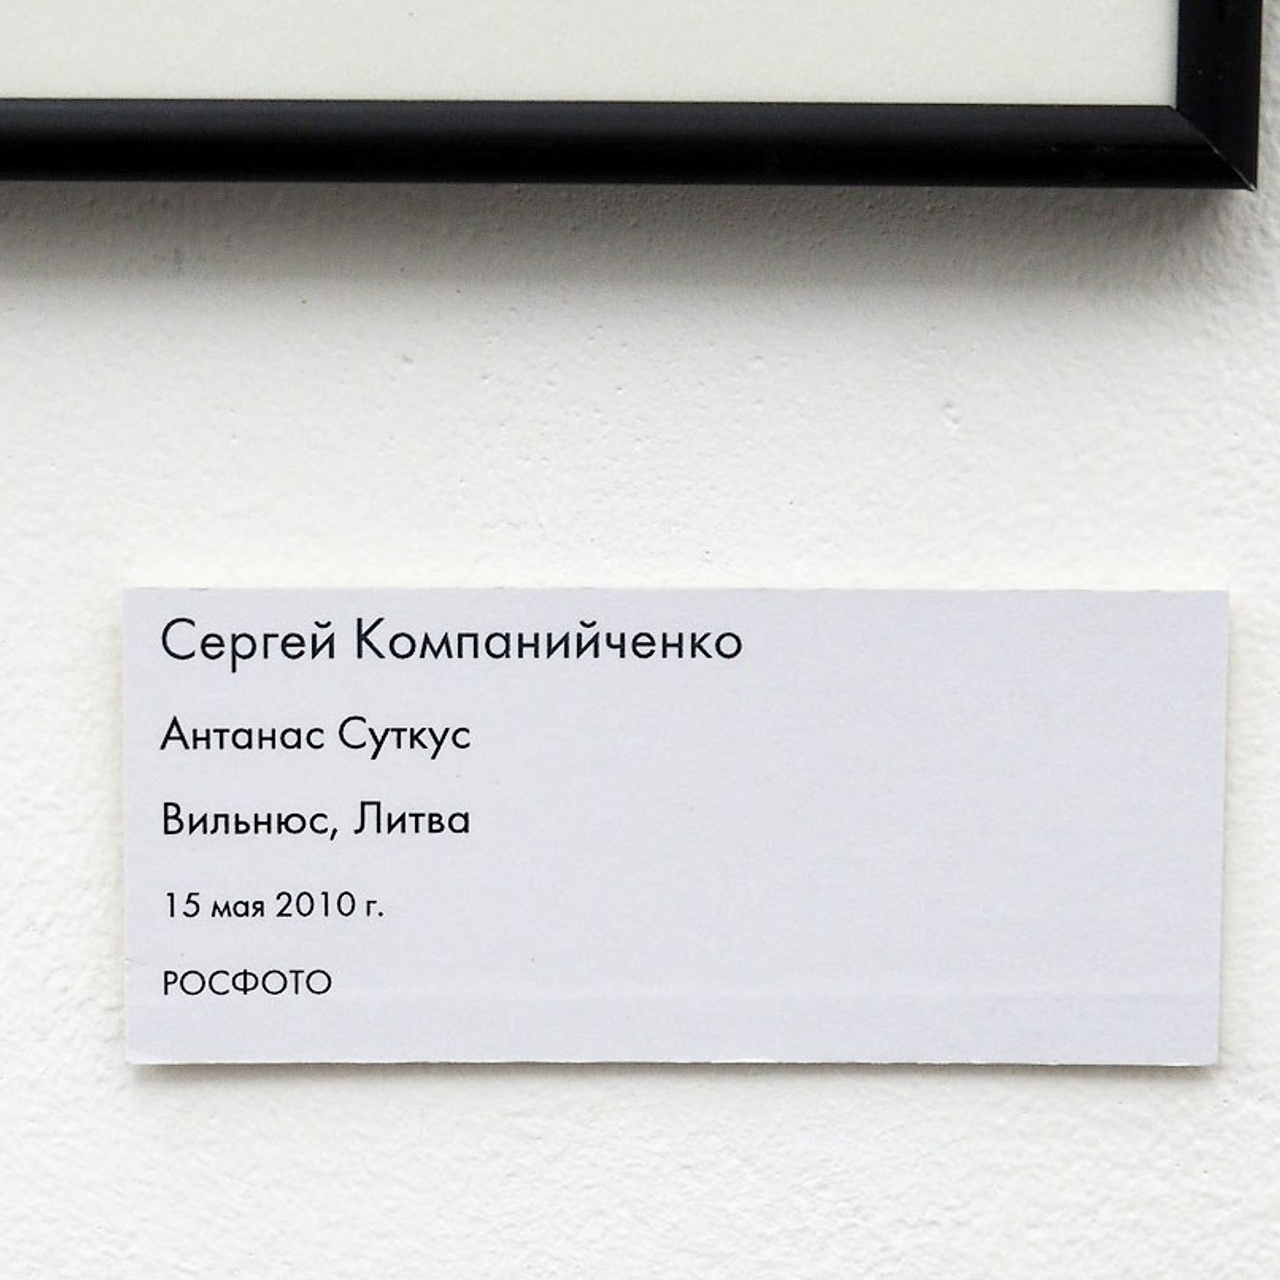 Сергей Компанийченко
Антанас Суткус
Вильнюс, Литва
15 мая 2010 г.
РОСФОТО